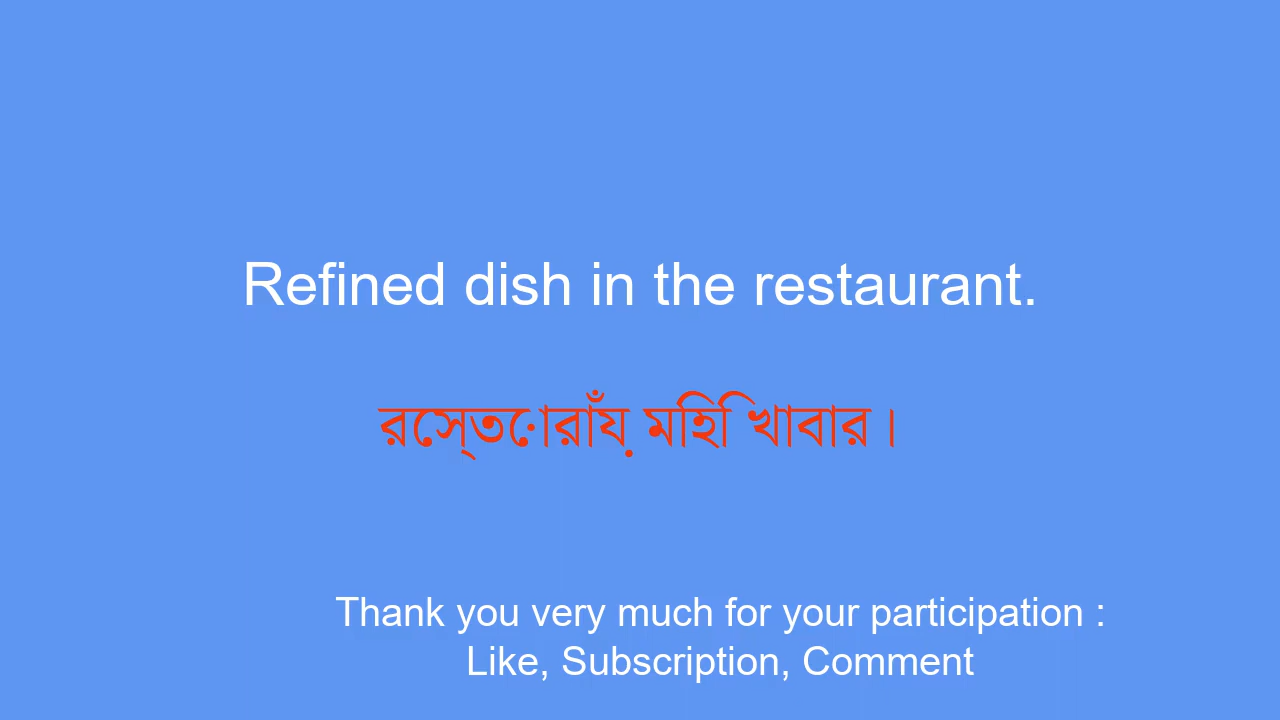 Refined dish in the restaurant.
রেস্তোরাঁয় মিহি খাবার।
Thank you very much for your participation :
Like, Subscription, Comment